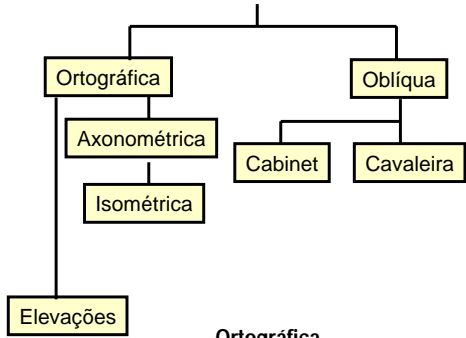 Ortográfica
Oblíqua
Axonométrica
Cabinet
Cavaleira
Isométrica
Elevações
Ortográfica